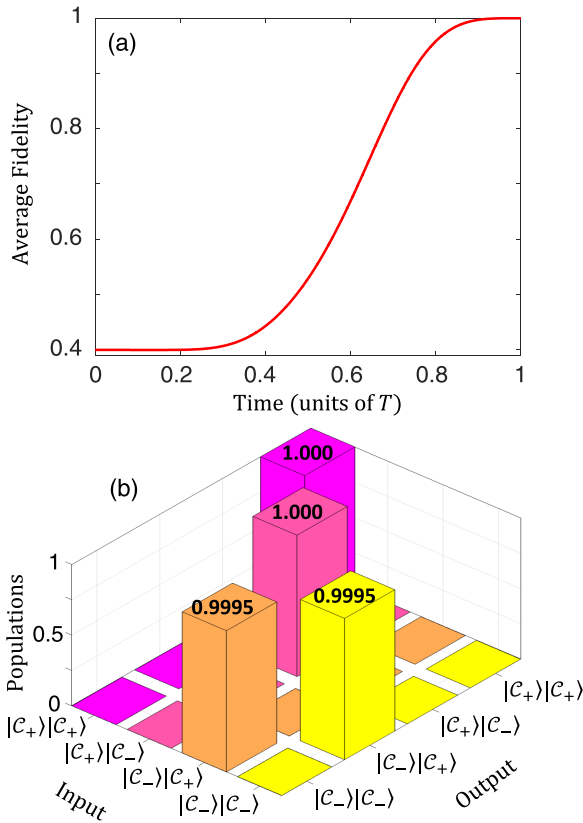 (a)
1
0.8
0.6
0.4
Average Fidelity
0 0.2 0.4 0.6 0.8 1
Time (units of T)
(b)
1.000
1.000
0.9995 0.9995
1
0.5
0
Populations
|𝒞₊⟩|𝒞₊⟩
|𝒞₊⟩|𝒞₋⟩
|𝒞₋⟩|𝒞₊⟩
|𝒞₋⟩|𝒞₋⟩
Input
|𝒞₊⟩|𝒞₊⟩
|𝒞₊⟩|𝒞₋⟩
|𝒞₋⟩|𝒞₊⟩
|𝒞₋⟩|𝒞₋⟩
Output